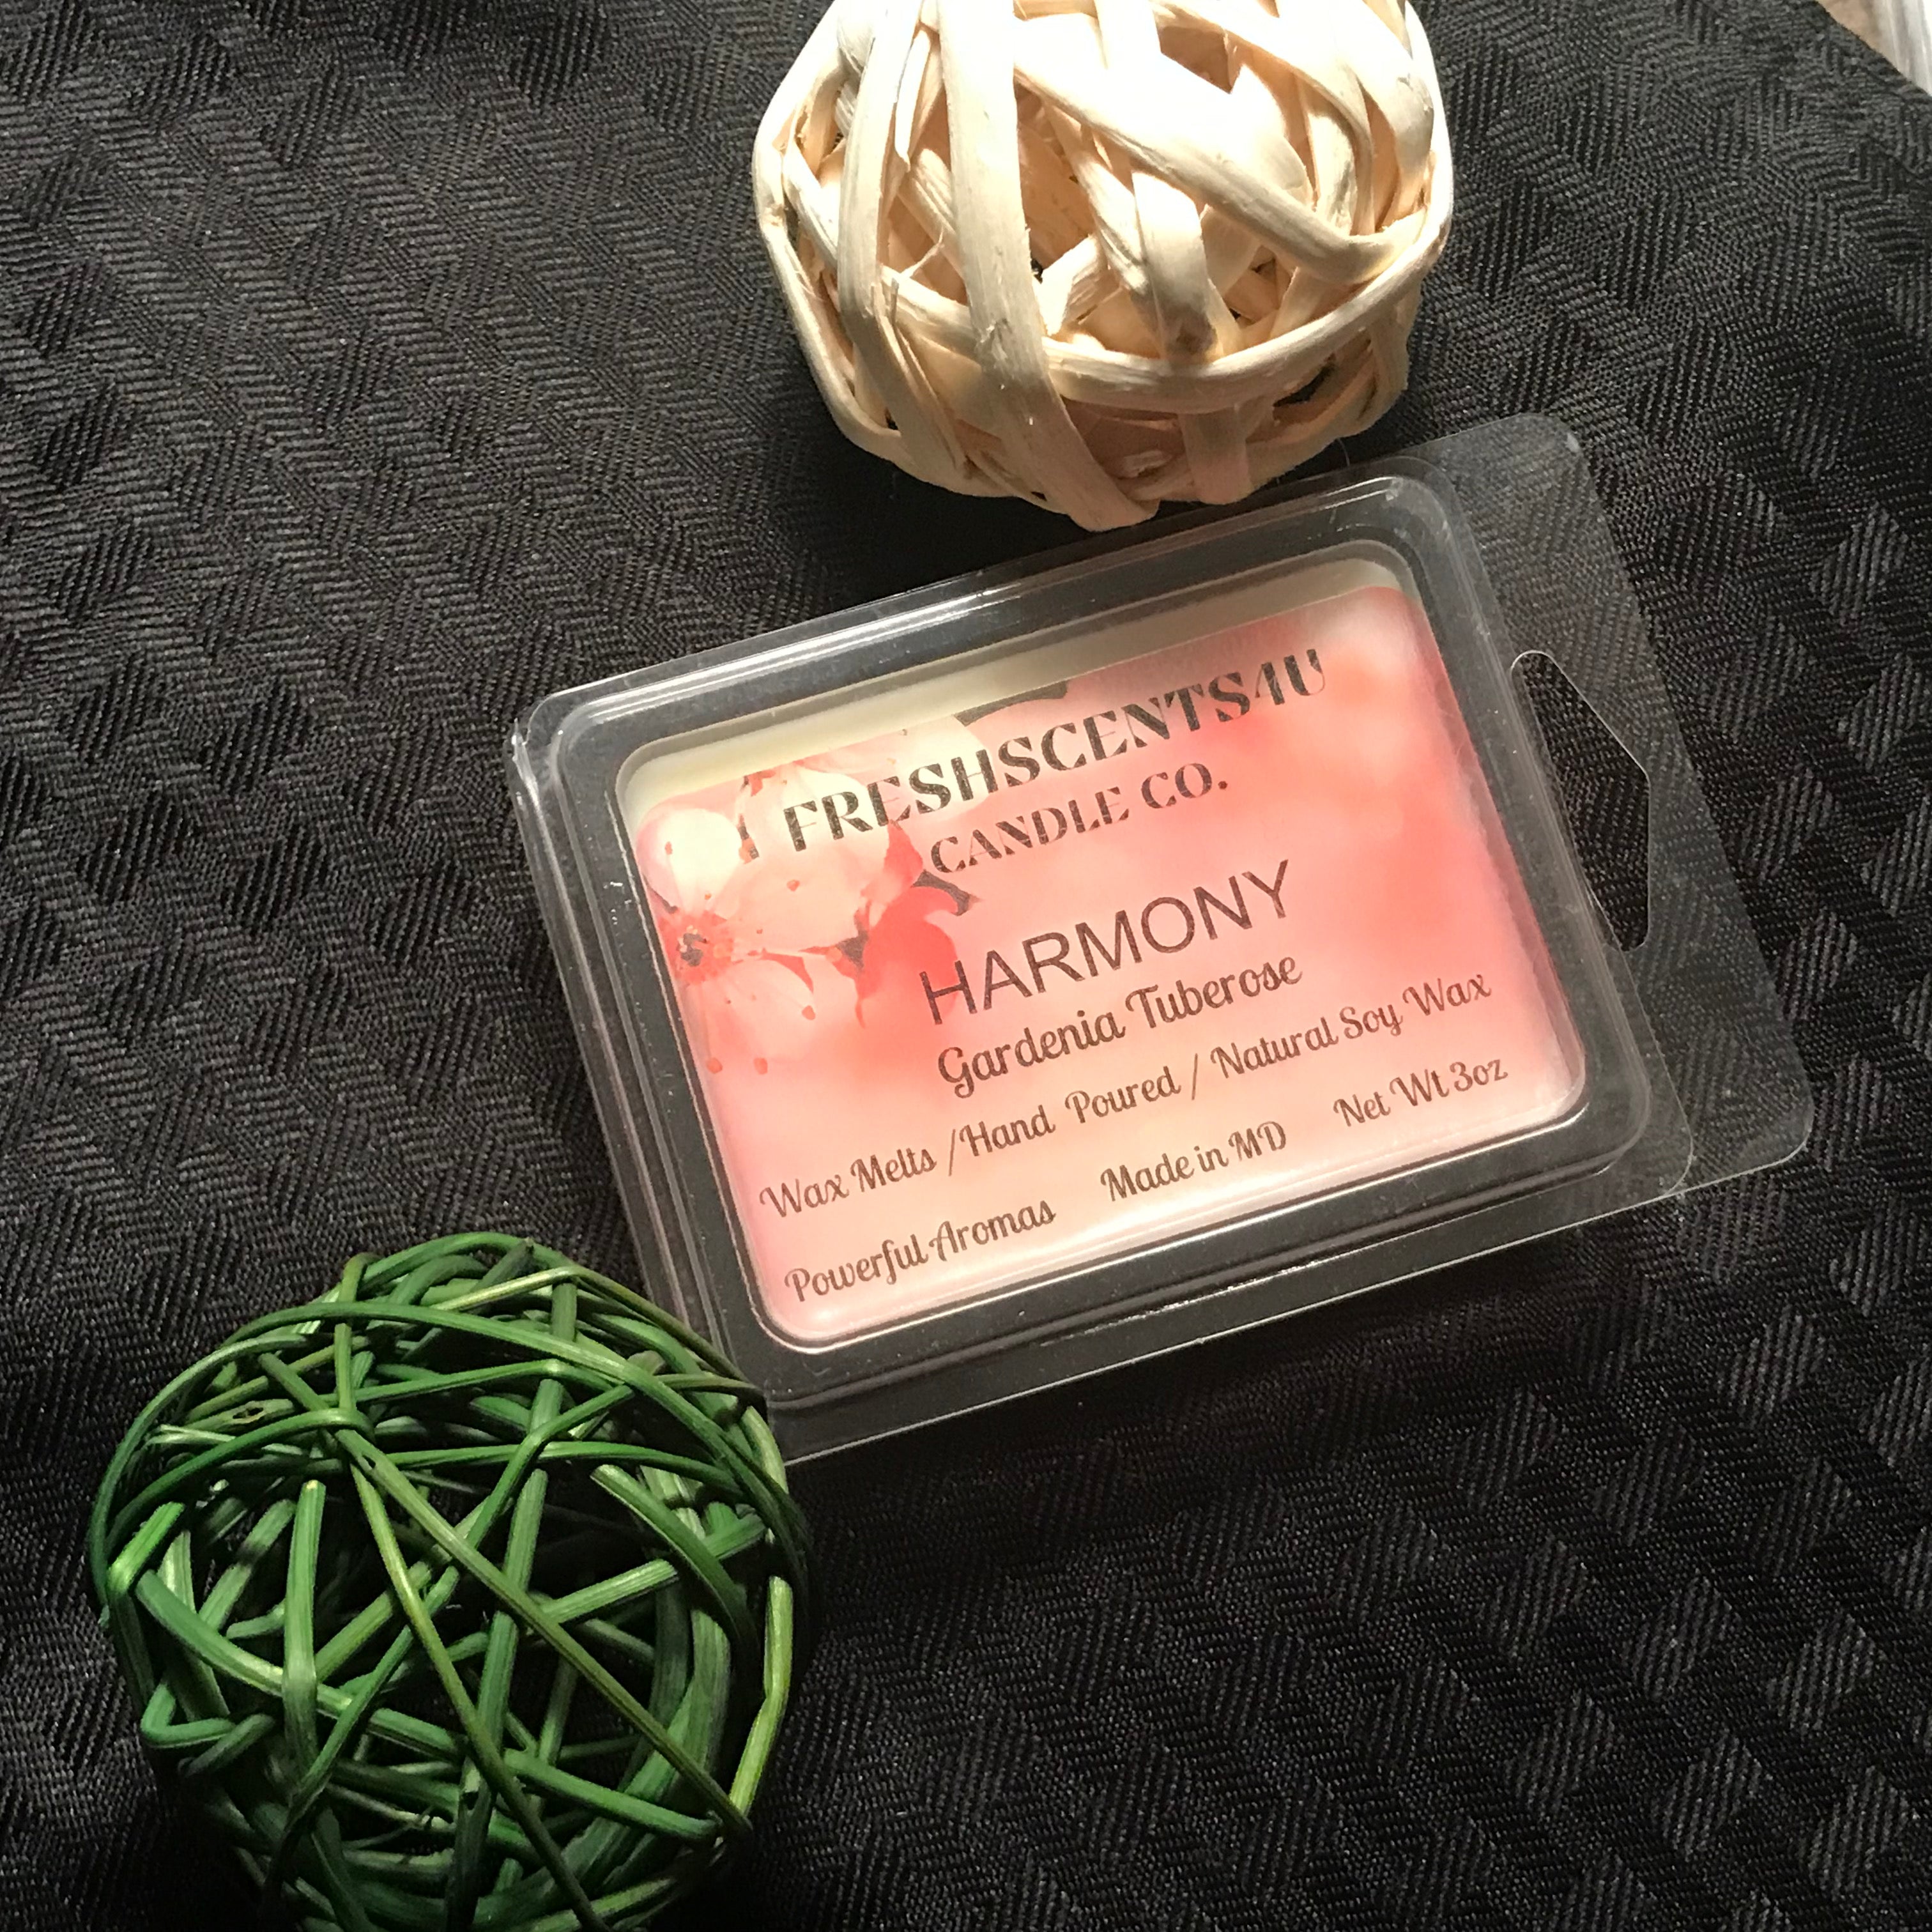 FRESHSCENTS4U
CANDLE CO.
HARMONY
Gardenia Tuberose
Wax Melts /Hand Poured / Natural Soy Wax
Powerful Aromas Made in MD Net Wt 3oz